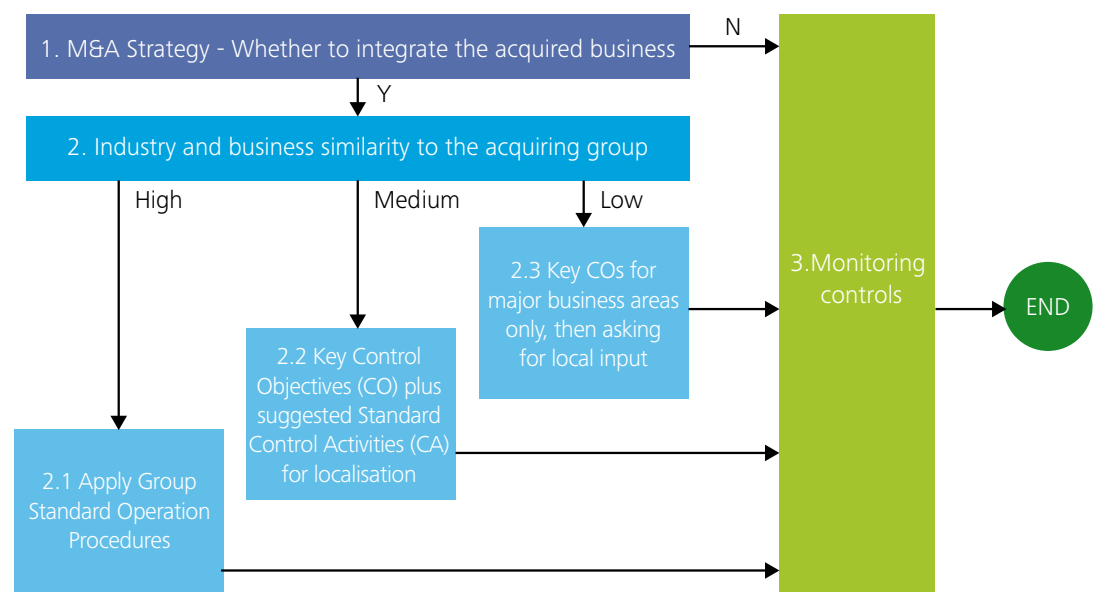 1. M&A Strategy - Whether to integrate the acquired business
N
Y
2. Industry and business similarity to the acquiring group
High
Medium
Low
2.3 Key COs for
major business areas
only, then asking
for local input
2.2 Key Control
Objectives (CO) plus
suggested Standard
Control Activities (CA)
for localisation
2.1 Apply Group
Standard Operation
Procedures
3.Monitoring
controls
END